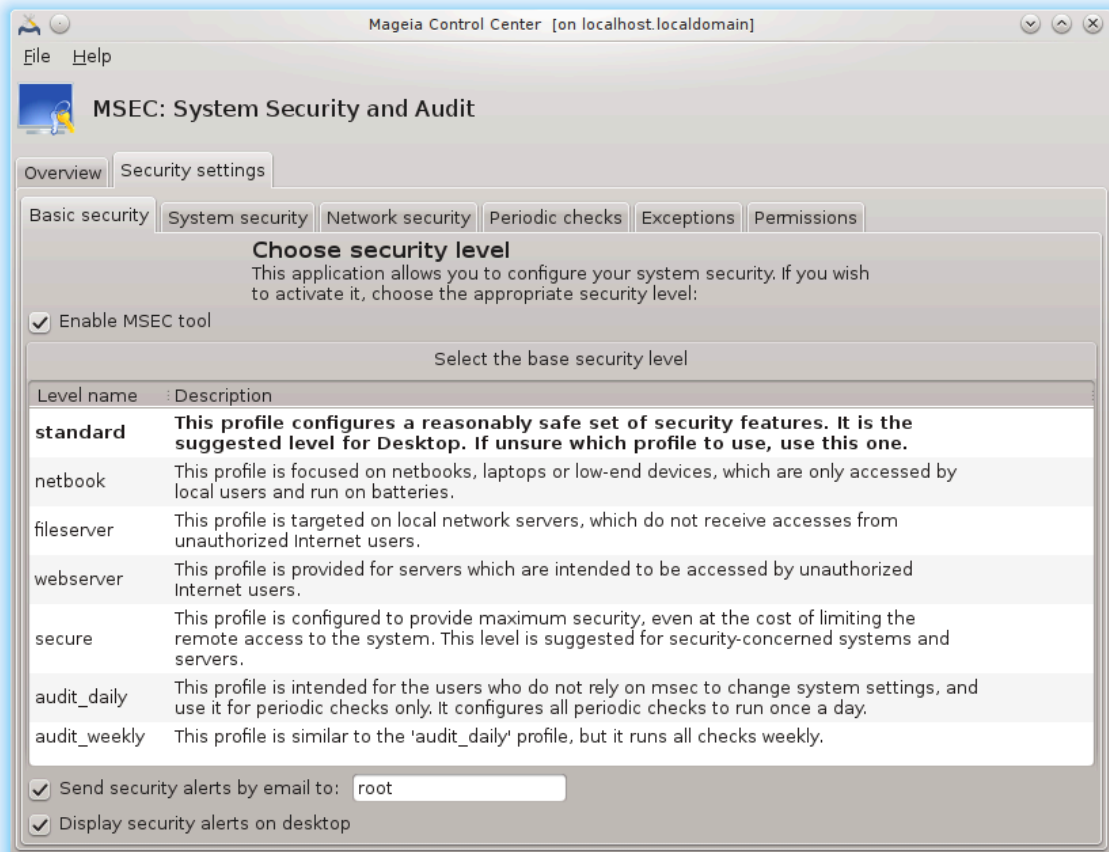 Mageia Control Center [on localhost.localdomain]
File Help
MSEC: System Security and Audit
Overview Security settings
Basic security System security Network security Periodic checks Exceptions Permissions
Choose security level
This application allows you to configure your system security. If you wish
to activate it, choose the appropriate security level:
Enable MSEC tool
Select the base security level
Level name Description
standard This profile configures a reasonably safe set of security features. It is the
suggested level for Desktop. If unsure which profile to use, use this one.
netbook This profile is focused on netbooks, laptops or low-end devices, which are only accessed by
local users and run on batteries.
fileserver This profile is targeted on local network servers, which do not receive accesses from
unauthorized Internet users.
webserver This profile is provided for servers which are intended to be accessed by unauthorized
Internet users.
secure This profile is configured to provide maximum security, even at the cost of limiting the
remote access to the system. This level is suggested for security-concerned systems and
servers.
audit_daily This profile is intended for the users who do not rely on msec to change system settings, and
use it for periodic checks only. It configures all periodic checks to run once a day.
audit_weekly This profile is similar to the 'audit_daily' profile, but it runs all checks weekly.
Send security alerts by email to: root
Display security alerts on desktop